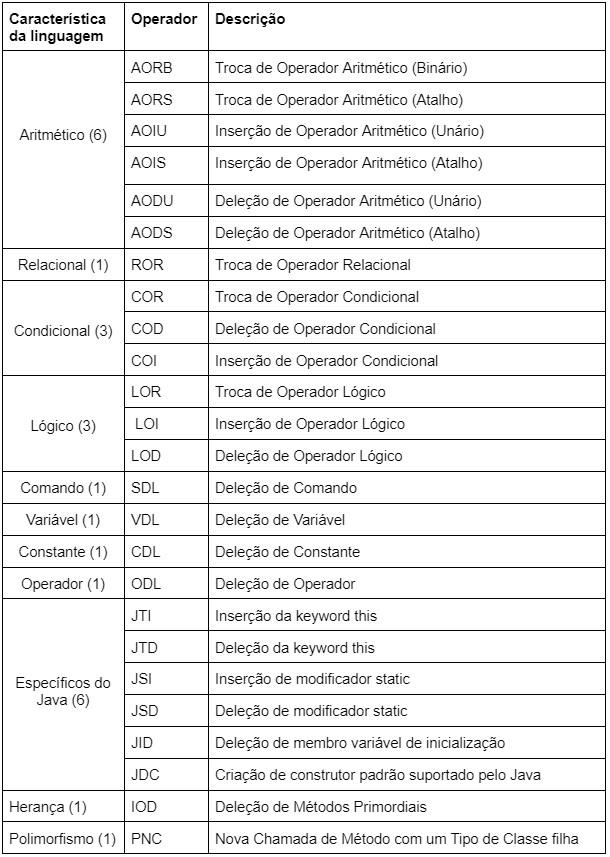 Característica da linguagem Operador Descrição
Aritmético (6)
AORB Troca de Operador Aritmético (Binário)
AORS Troca de Operador Aritmético (Atalho)
AOIU Inserção de Operador Aritmético (Unário)
AOIS Inserção de Operador Aritmético (Atalho)
AODU Deleção de Operador Aritmético (Unário)
AODS Deleção de Operador Aritmético (Atalho)
Relacional (1) ROR Troca de Operador Relacional
Condicional (3)
COR Troca de Operador Condicional
COD Deleção de Operador Condicional
COI Inserção de Operador Condicional
Lógico (3)
LOR Troca de Operador Lógico
LOI Inserção de Operador Lógico
LOD Deleção de Operador Lógico
Comando (1) SDL Deleção de Comando
Variável (1) VDL Deleção de Variável
Constante (1) CDL Deleção de Constante
Operador (1) ODL Deleção de Operador
Específicos do Java (6)
JTI Inserção da keyword this
JTD Deleção da keyword this
JSI Inserção de modificador static
JSD Deleção de modificador static
JID Deleção de membro variável de inicialização
JDC Criação de construtor padrão suportado pelo Java
Herança (1) IOD Deleção de Métodos Primordiais
Polimorfismo (1) PNC Nova Chamada de Método com um Tipo de Classe filha